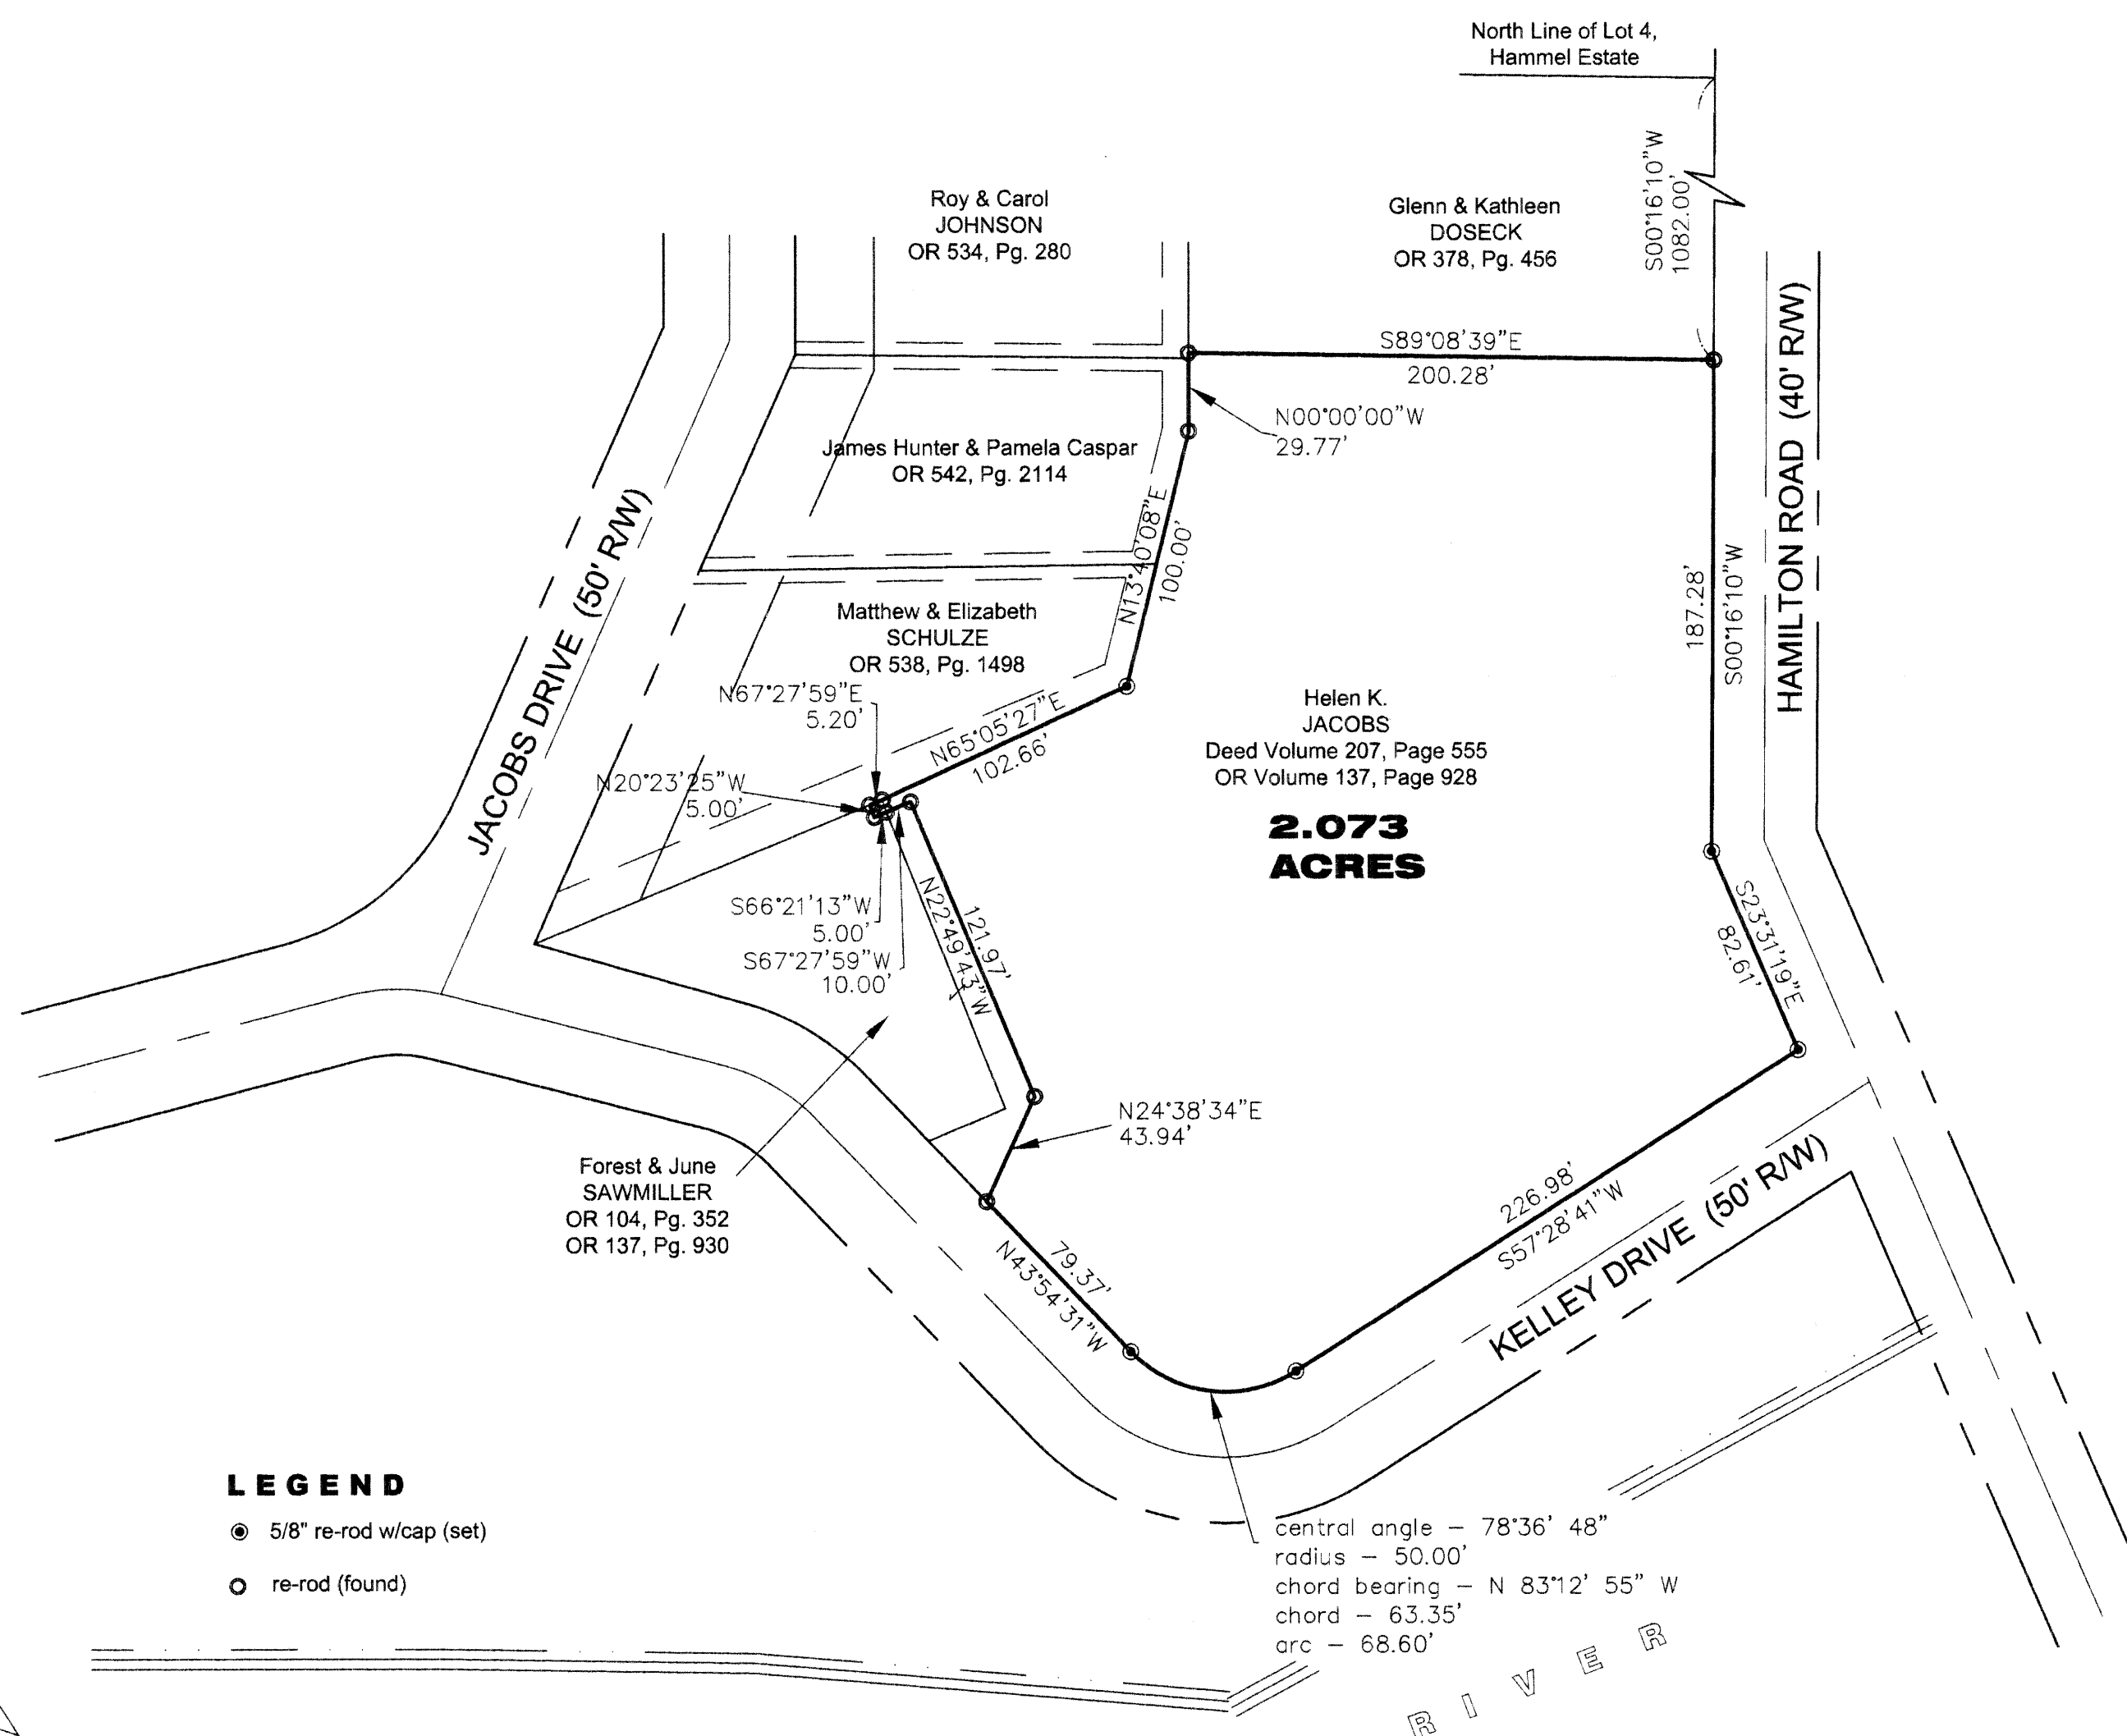 North Line of Lot 4,
Hammel Estate
S00°16'10"W
1082.00'
Roy & Carol
JOHNSON
OR 534, Pg. 280
Glenn & Kathleen
DOSECK
OR 378, Pg. 456
S89°08'39"E
200.28'
N00°00'00"W
29.77'
HAMILTON ROAD (40' R/W)
James Hunter & Pamela Caspar
OR 542, Pg. 2114
N13°40'08"E
100.00'
JACOBS DRIVE (50' R/W)
187.28'
S00°16'10"W
Matthew & Elizabeth
SCHULZE
OR 538, Pg. 1498
N67°27'59"E
5.20'
N65°05'27"E
102.66'
Helen K.
JACOBS
Deed Volume 207, Page 555
OR Volume 137, Page 928
2.073
ACRES
N20°23'25"W
5.00'
S66°21'13"W
5.00'
S67°27'59"W
10.00'
N22°49'43"W
121.97'
S23°31'19"E
82.61'
N24°38'34"E
43.94'
Forest & June
SAWMILLER
OR 104, Pg. 352
OR 137, Pg. 930
79.37'
N43°54'31"W
226.98'
S57°28'41"W
KELLEY DRIVE (50' R/W)
LEGEND
5/8" re-rod w/cap (set)
re-rod (found)
central angle – 78°36' 48"
radius – 50.00'
chord bearing – N 83°12' 55" W
chord – 63.35'
arc – 68.60'
RIVER